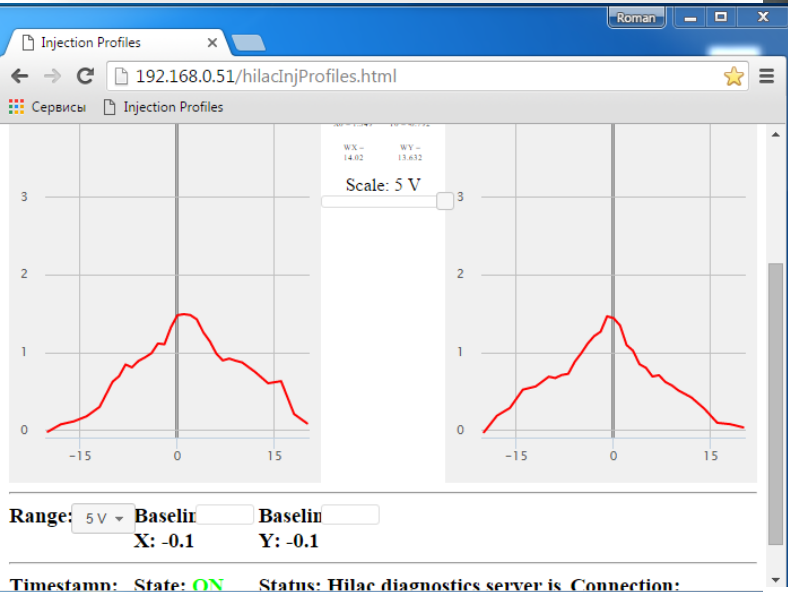 Roman
Injection Profiles
192.168.0.51/hilacInjProfiles.html
Сервисы Injection Profiles
WX – WY –
14.02 13.632
Scale: 5 V
3 3
2 2
1 1
0 0
-15 0 15 -15 0 15
Range: 5 V Baselin Baselin
X: -0.1 Y: -0.1
Timestamp: State: ON Status: Hilac diagnostics server is Connection: